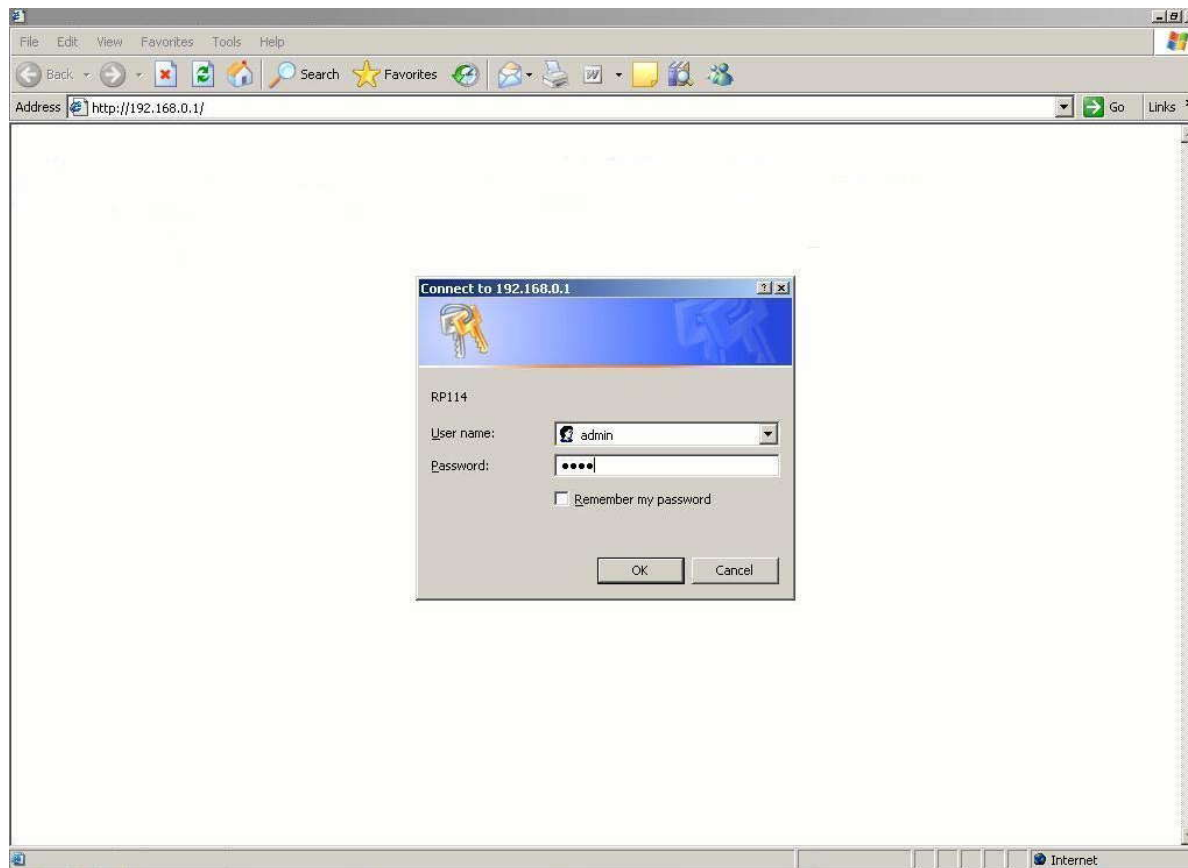 File Edit View Favorites Tools Help
Back Search Favorites
Address http://192.168.0.1/ Go Links
Connect to 192.168.0.1
RP114
User name: admin
Password: ••••
Remember my password
OK Cancel
Internet